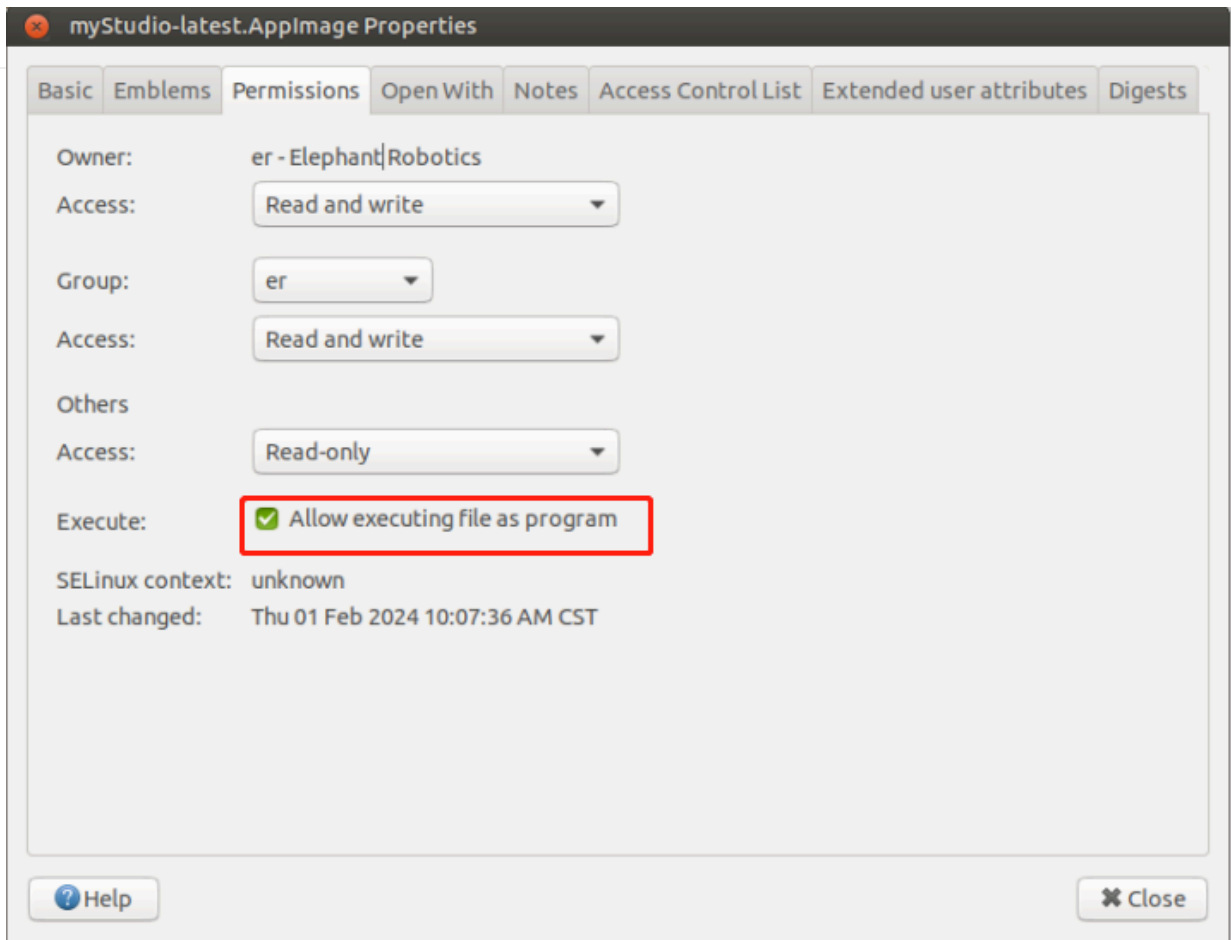 myStudio-latest.AppImage Properties
Basic Emblems Permissions Open With Notes Access Control List Extended user attributes Digests
Owner: er - Elephant Robotics
Access: Read and write
Group: er
Access: Read and write
Others
Access: Read-only
Execute: Allow executing file as program
SELinux context: unknown
Last changed: Thu 01 Feb 2024 10:07:36 AM CST
Help Close